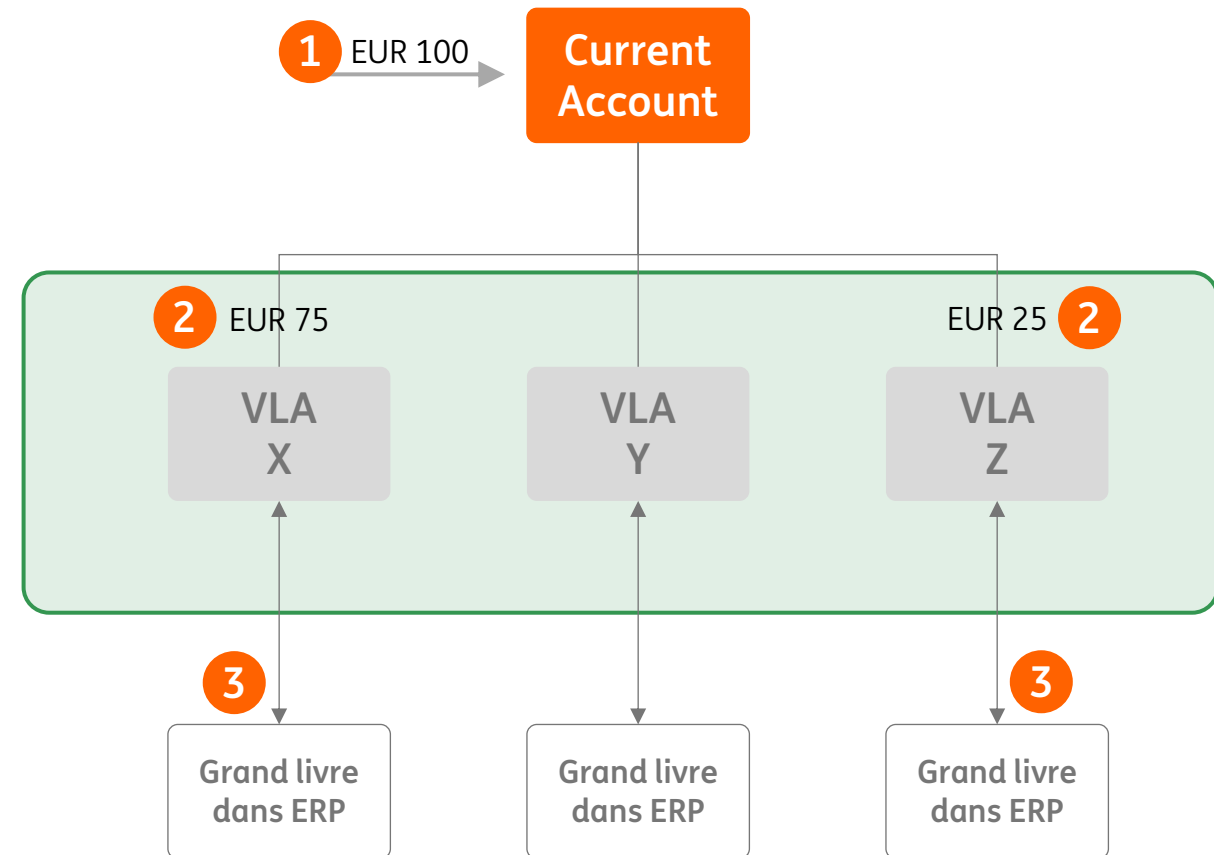 1 EUR 100
Current
Account
2 EUR 75
EUR 25 2
VLA
X
VLA
Y
VLA
Z
3
3
Grand livre
dans ERP
Grand livre
dans ERP
Grand livre
dans ERP